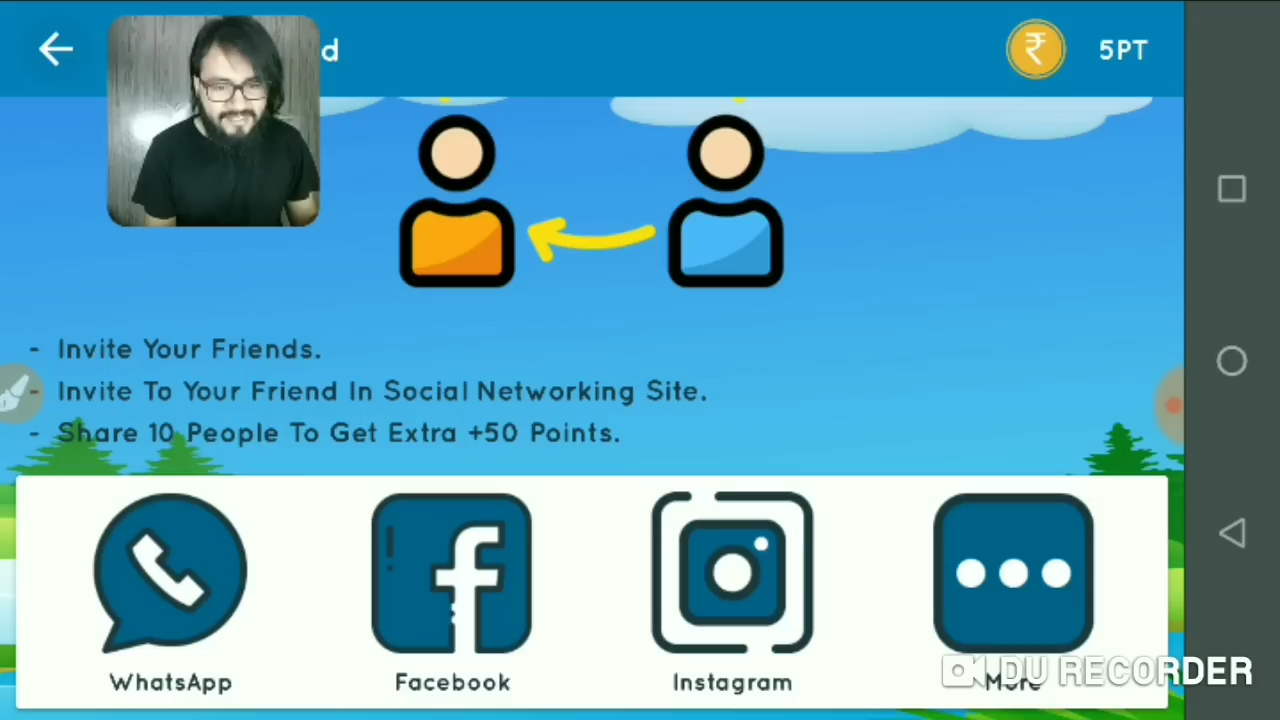 d
₹ 5PT
- Invite Your Friends.
- Invite To Your Friend In Social Networking Site.
- Share 10 People To Get Extra +50 Points.
WhatsApp Facebook Instagram More
DU RECORDER